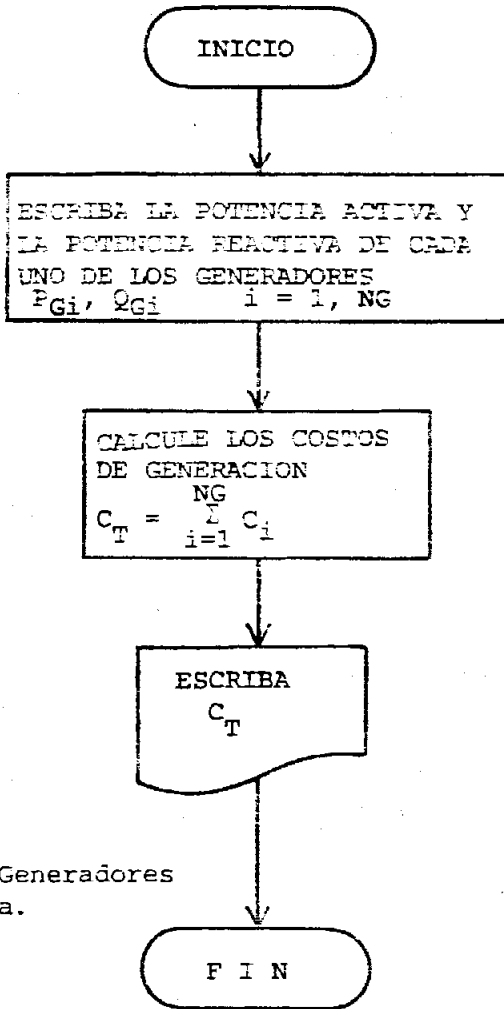 INICIO
ESCRIBA LA POTENCIA ACTIVA Y
LA POTENCIA REACTIVA DE CADA
UNO DE LOS GENERADORES
P_Gi, Q_Gi i = 1, NG
CALCULE LOS COSTOS
DE GENERACION
NG
C_T = Σ C_i
i=1
ESCRIBA
C_T
Generadores
a.
F I N